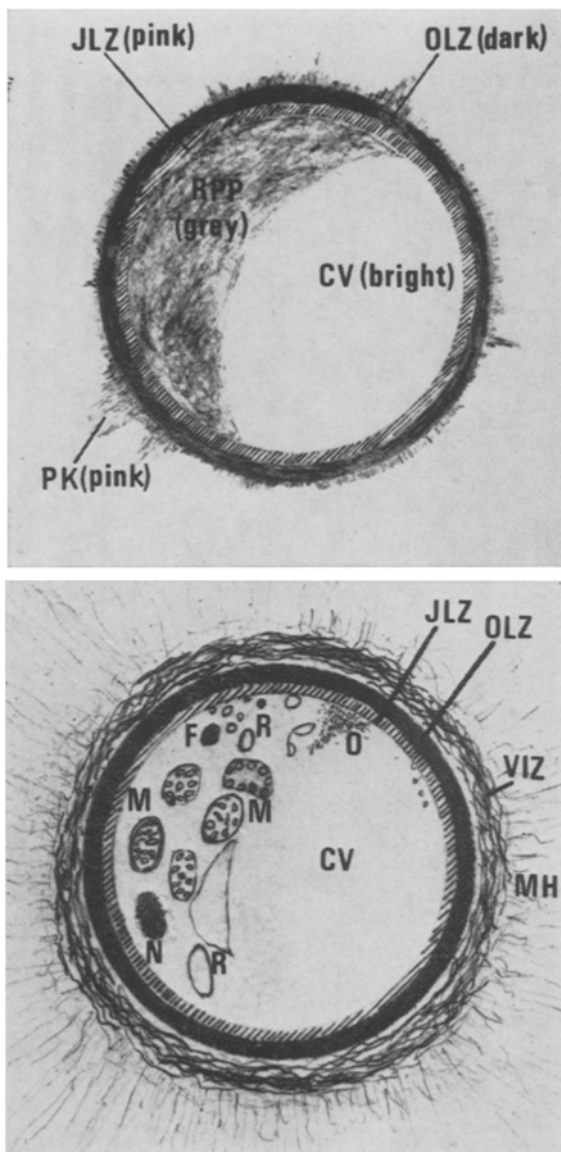 JLZ (pink)
OLZ (dark)
RPP
(grey)
CV (bright)
PK (pink)
JLZ
OLZ
F
R
O
VIZ
M
M
CV
MH
N
R